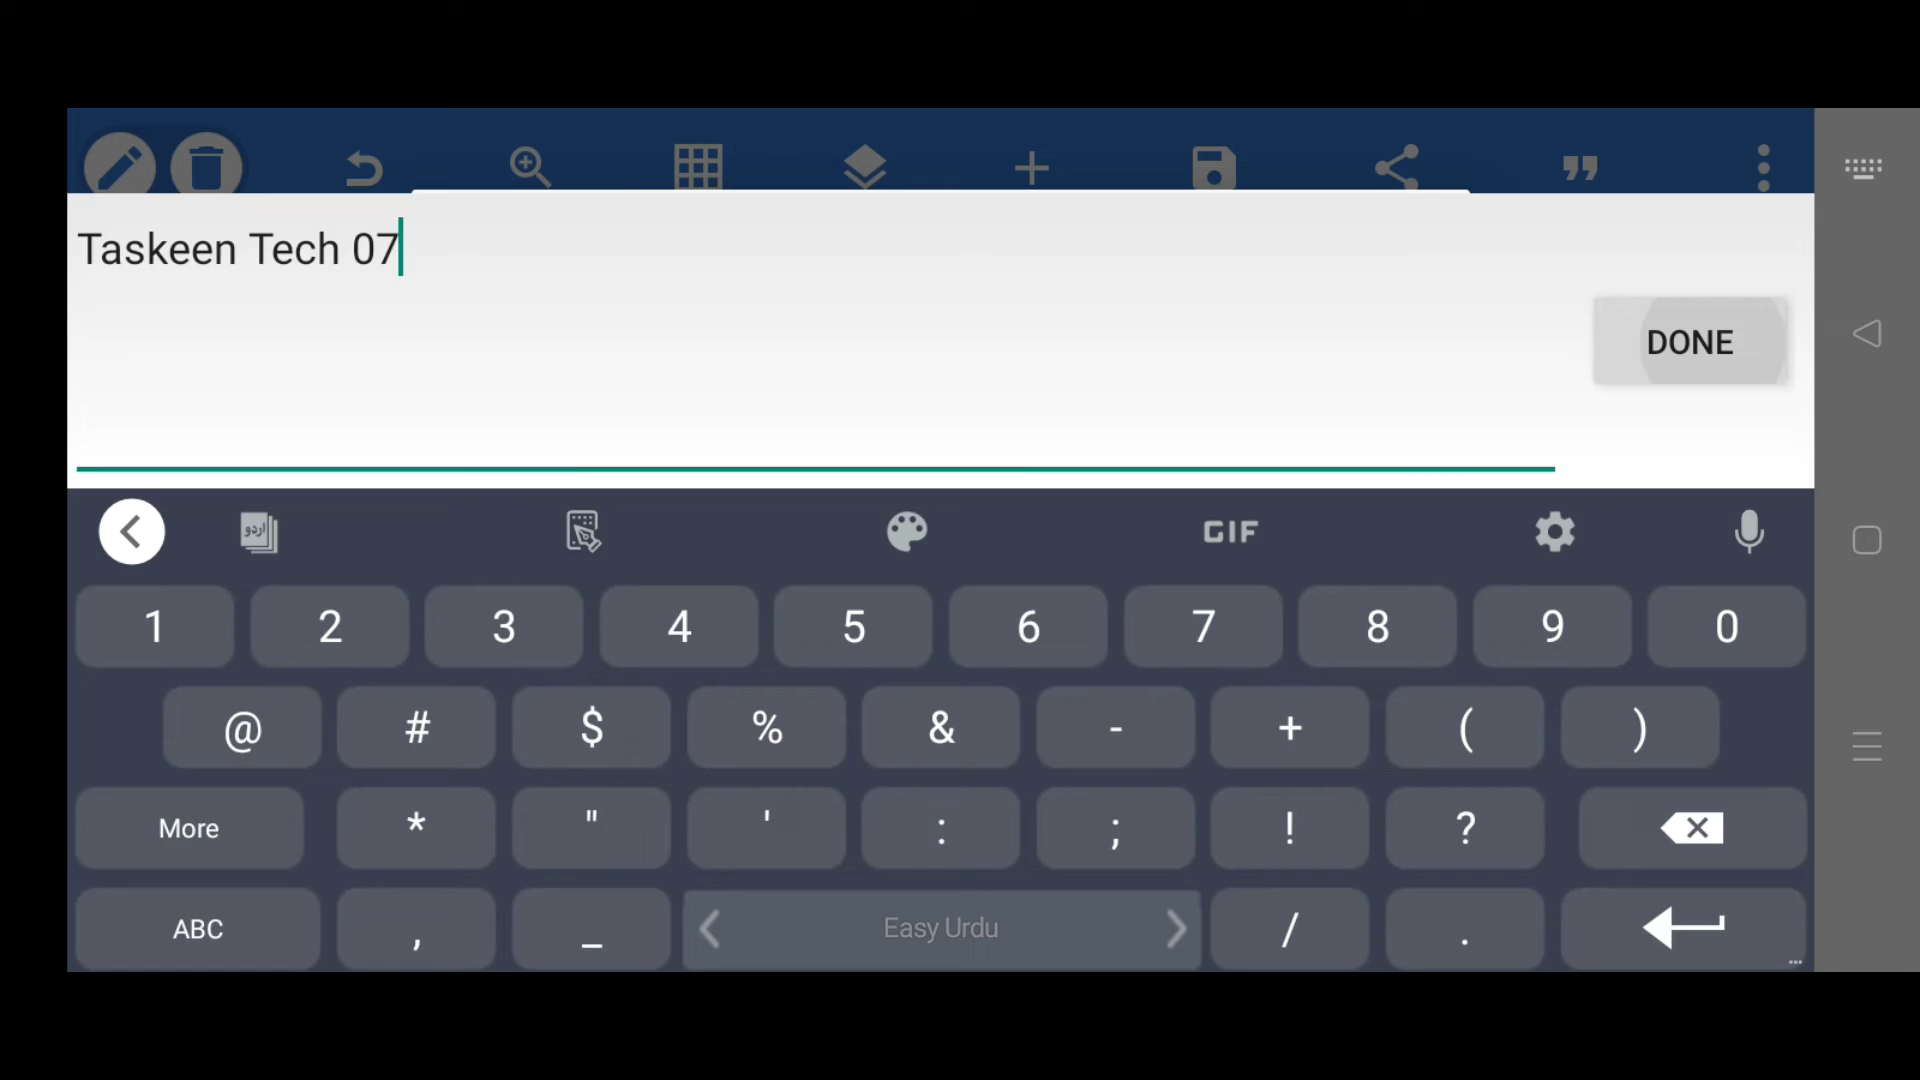 Taskeen Tech 07
DONE
اردو
GIF
1 2 3 4 5 6 7 8 9 0
@ # $ % & - + ( )
More * " ' : ; ! ?
ABC , _ Easy Urdu / .